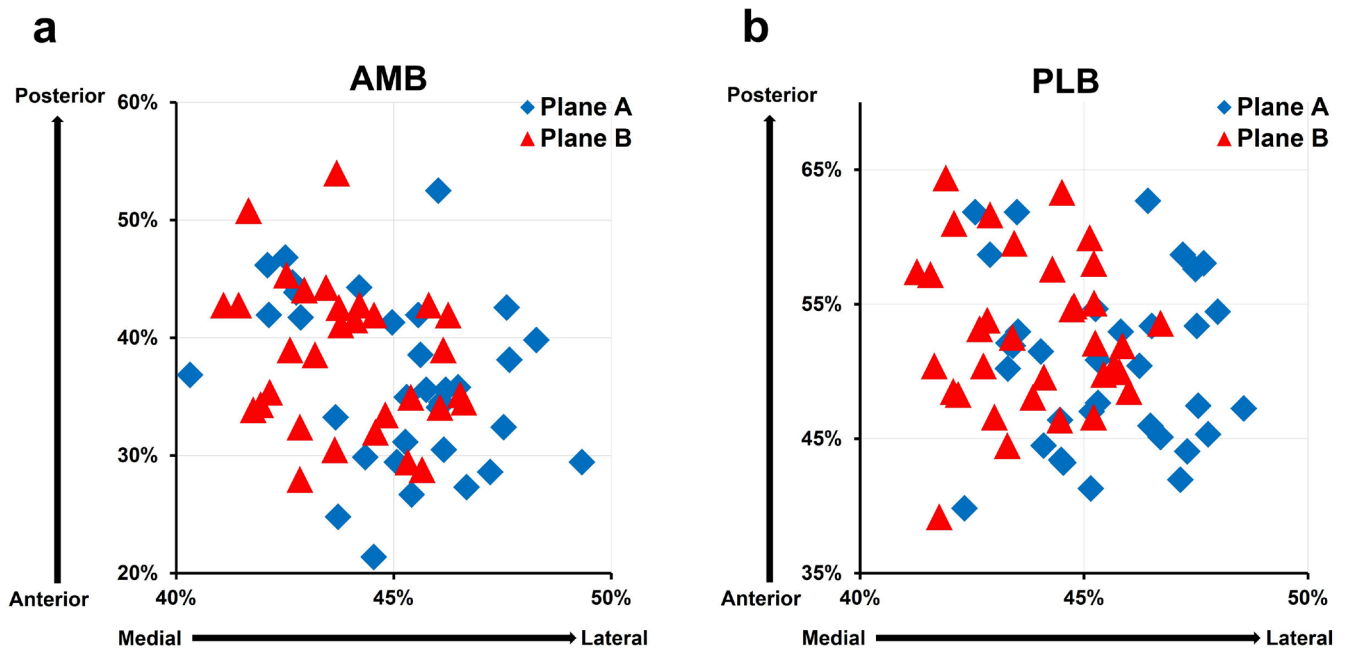 a
AMB
Posterior
60%
50%
40%
30%
20%
Anterior
40%
45%
50%
Medial
Lateral
Plane A
Plane B
b
PLB
Posterior
65%
55%
45%
35%
Anterior
40%
45%
50%
Medial
Lateral
Plane A
Plane B